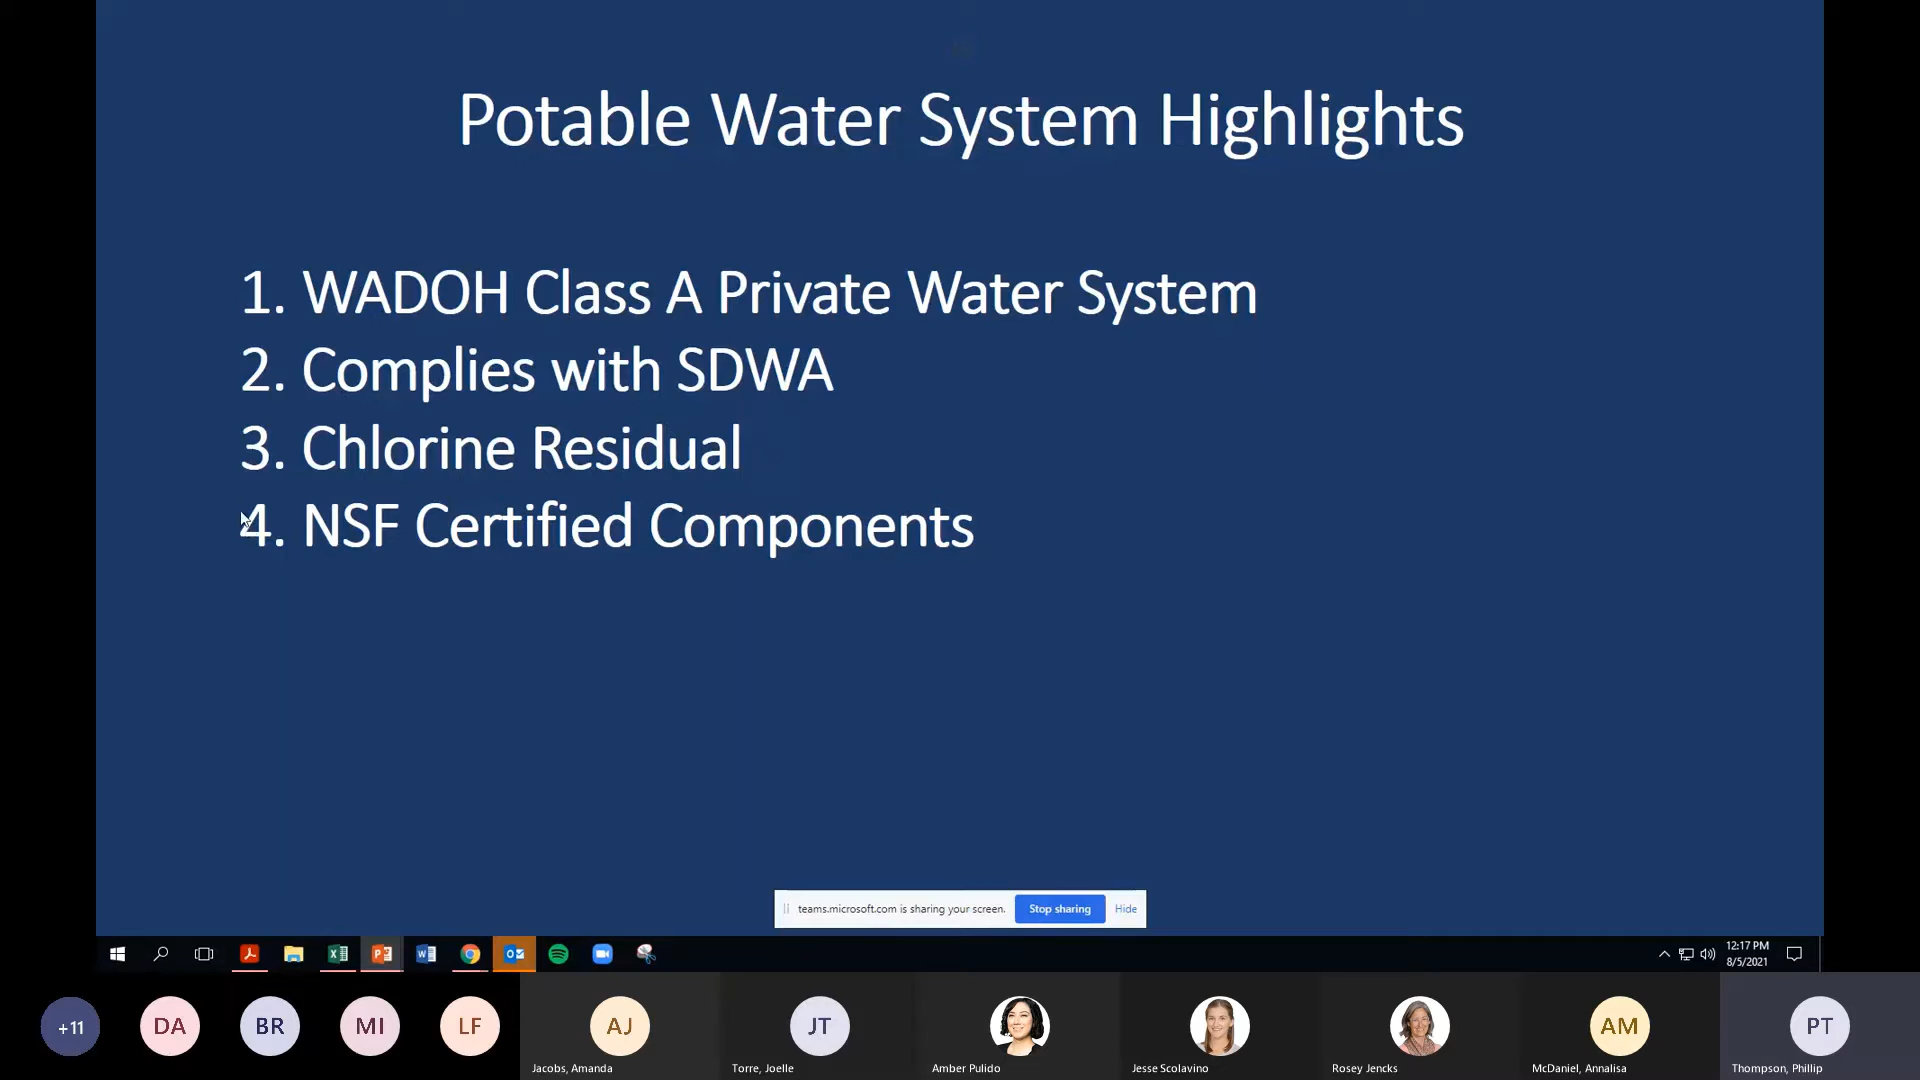 Potable Water System Highlights
1. WADOH Class A Private Water System
2. Complies with SDWA
3. Chlorine Residual
4. NSF Certified Components
teams.microsoft.com is sharing your screen. Stop sharing Hide
12:17 PM
8/5/2021
+11 DA BR MI LF AJ JT AM PT
Jacobs, Amanda Torre, Joelle Amber Pulido Jesse Scolavino Rosey Jencks McDaniel, Annalisa Thompson, Phillip